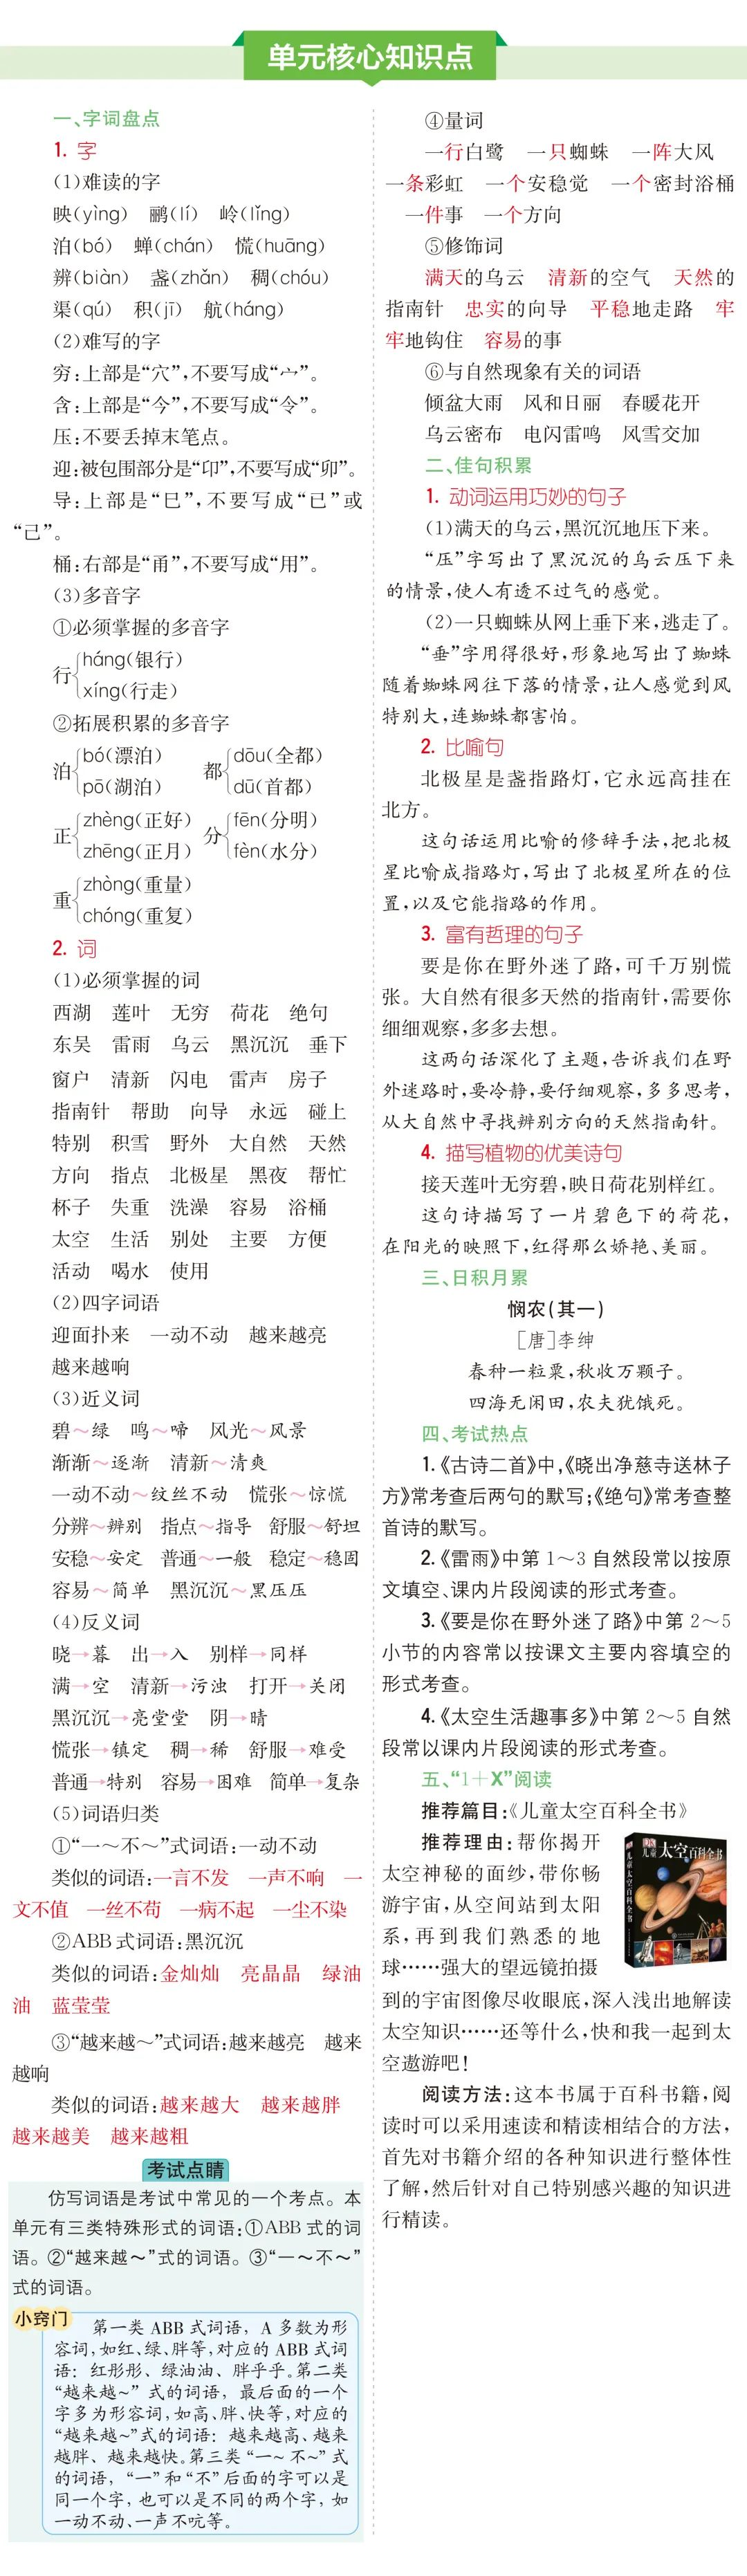 单元核心知识点
一、字词盘点
1. 字
(1)难读的字
映(yìng) 鹂(lí) 岭(lǐng)
泊(bó) 蝉(chán) 慌(huāng)
辨(biàn) 盏(zhǎn) 稠(chóu)
渠(qú) 积(jī) 航(háng)
(2)难写的字
穷:上部是“穴”,不要写成“宀”。
含:上部是“今”,不要写成“令”。
压:不要丢掉末笔点。
迎:被包围部分是“卬”,不要写成“卯”。
导:上部是“巳”,不要写成“已”或
“己”。
桶:右部是“甬”,不要写成“用”。
(3)多音字
①必须掌握的多音字
行{háng(银行)
xíng(行走)
②拓展积累的多音字
泊{bó(漂泊) 都{dōu(全都)
pō(湖泊) dū(首都)
正{zhèng(正好) 分{fēn(分明)
zhēng(正月) fèn(水分)
重{zhòng(重量)
chóng(重复)
2. 词
(1)必须掌握的词
西湖 莲叶 无穷 荷花 绝句
东吴 雷雨 乌云 黑沉沉 垂下
窗户 清新 闪电 雷声 房子
指南针 帮助 向导 永远 碰上
特别 积雪 野外 大自然 天然
方向 指点 北极星 黑夜 帮忙
杯子 失重 洗澡 容易 浴桶
太空 生活 别处 主要 方便
活动 喝水 使用
(2)四字词语
迎面扑来 一动不动 越来越亮
越来越响
(3)近义词
碧～绿 鸣～啼 风光～风景
渐渐～逐渐 清新～清爽
一动不动～纹丝不动 慌张～惊慌
分辨～辨别 指点～指导 舒服～舒坦
安稳～安定 普通～一般 稳定～稳固
容易～简单 黑沉沉～黑压压
(4)反义词
晓→暮 出→入 别样→同样
满→空 清新→污浊 打开→关闭
黑沉沉→亮堂堂 阴→晴
慌张→镇定 稠→稀 舒服→难受
普通→特别 容易→困难 简单→复杂
(5)词语归类
①“一～不～”式词语:一动不动
类似的词语:一言不发 一声不响 一
文不值 一丝不苟 一病不起 一尘不染
②ABB式词语:黑沉沉
类似的词语:金灿灿 亮晶晶 绿油
油 蓝莹莹
③“越来越～”式词语:越来越亮 越来
越响
类似的词语:越来越大 越来越胖
越来越美 越来越粗
考试点睛
仿写词语是考试中常见的一个考点。本
单元有三类特殊形式的词语:①ABB式的词
语。②“越来越～”式的词语。③“一～不～”
式的词语。
小窍门
第一类 ABB 式词语，A 多数为形
容词,如红、绿、胖等,对应的 ABB 式词
语：红彤彤、绿油油、胖乎乎。第二类
“越来越~”式的词语，最后面的一个
字多为形容词,如高、胖、快等,对应的
“越来越~”式的词语：越来越高、越来
越胖、越来越快。第三类“一~不~”式
的词语，“一”和“不”后面的字可以是
同一个字，也可以是不同的两个字，如
一动不动、一声不吭等。
④量词
一行白鹭 一只蜘蛛 一阵大风
一条彩虹 一个安稳觉 一个密封浴桶
一件事 一个方向
⑤修饰词
满天的乌云 清新的空气 天然的
指南针 忠实的向导 平稳地走路 牢
牢地钩住 容易的事
⑥与自然现象有关的词语
倾盆大雨 风和日丽 春暖花开
乌云密布 电闪雷鸣 风雪交加
二、佳句积累
1. 动词运用巧妙的句子
(1)满天的乌云,黑沉沉地压下来。
“压”字写出了黑沉沉的乌云压下来
的情景,使人有透不过气的感觉。
(2)一只蜘蛛从网上垂下来,逃走了。
“垂”字用得很好,形象地写出了蜘蛛
随着蜘蛛网往下落的情景,让人感觉到风
特别大,连蜘蛛都害怕。
2. 比喻句
北极星是盏指路灯,它永远高挂在
北方。
这句话运用比喻的修辞手法,把北极
星比喻成指路灯,写出了北极星所在的位
置,以及它能指路的作用。
3. 富有哲理的句子
要是你在野外迷了路,可千万别慌
张。大自然有很多天然的指南针,需要你
细细观察,多多去想。
这两句话深化了主题,告诉我们在野
外迷路时,要冷静,要仔细观察,多多思考,
从大自然中寻找辨别方向的天然指南针。
4. 描写植物的优美诗句
接天莲叶无穷碧,映日荷花别样红。
这句诗描写了一片碧色下的荷花,
在阳光的映照下,红得那么娇艳、美丽。
三、日积月累
悯农(其一)
[唐]李绅
春种一粒粟,秋收万颗子。
四海无闲田,农夫犹饿死。
四、考试热点
1.《古诗二首》中,《晓出净慈寺送林子
方》常考查后两句的默写;《绝句》常考查整
首诗的默写。
2.《雷雨》中第 1～3 自然段常以按原
文填空、课内片段阅读的形式考查。
3.《要是你在野外迷了路》中第 2～5
小节的内容常以按课文主要内容填空的
形式考查。
4.《太空生活趣事多》中第 2～5 自然
段常以课内片段阅读的形式考查。
五、“1+X”阅读
推荐篇目:《儿童太空百科全书》
推荐理由:帮你揭开
太空神秘的面纱,带你畅
游宇宙,从空间站到太阳
系,再到我们熟悉的地
球……强大的望远镜拍摄
DK
儿童太空百科全书
儿童太空百科全书
到的宇宙图像尽收眼底,深入浅出地解读
太空知识……还等什么,快和我一起到太
空遨游吧!
阅读方法:这本书属于百科书籍,阅
读时可以采用速读和精读相结合的方法,
首先对书籍介绍的各种知识进行整体性
了解,然后针对自己特别感兴趣的知识进
行精读。